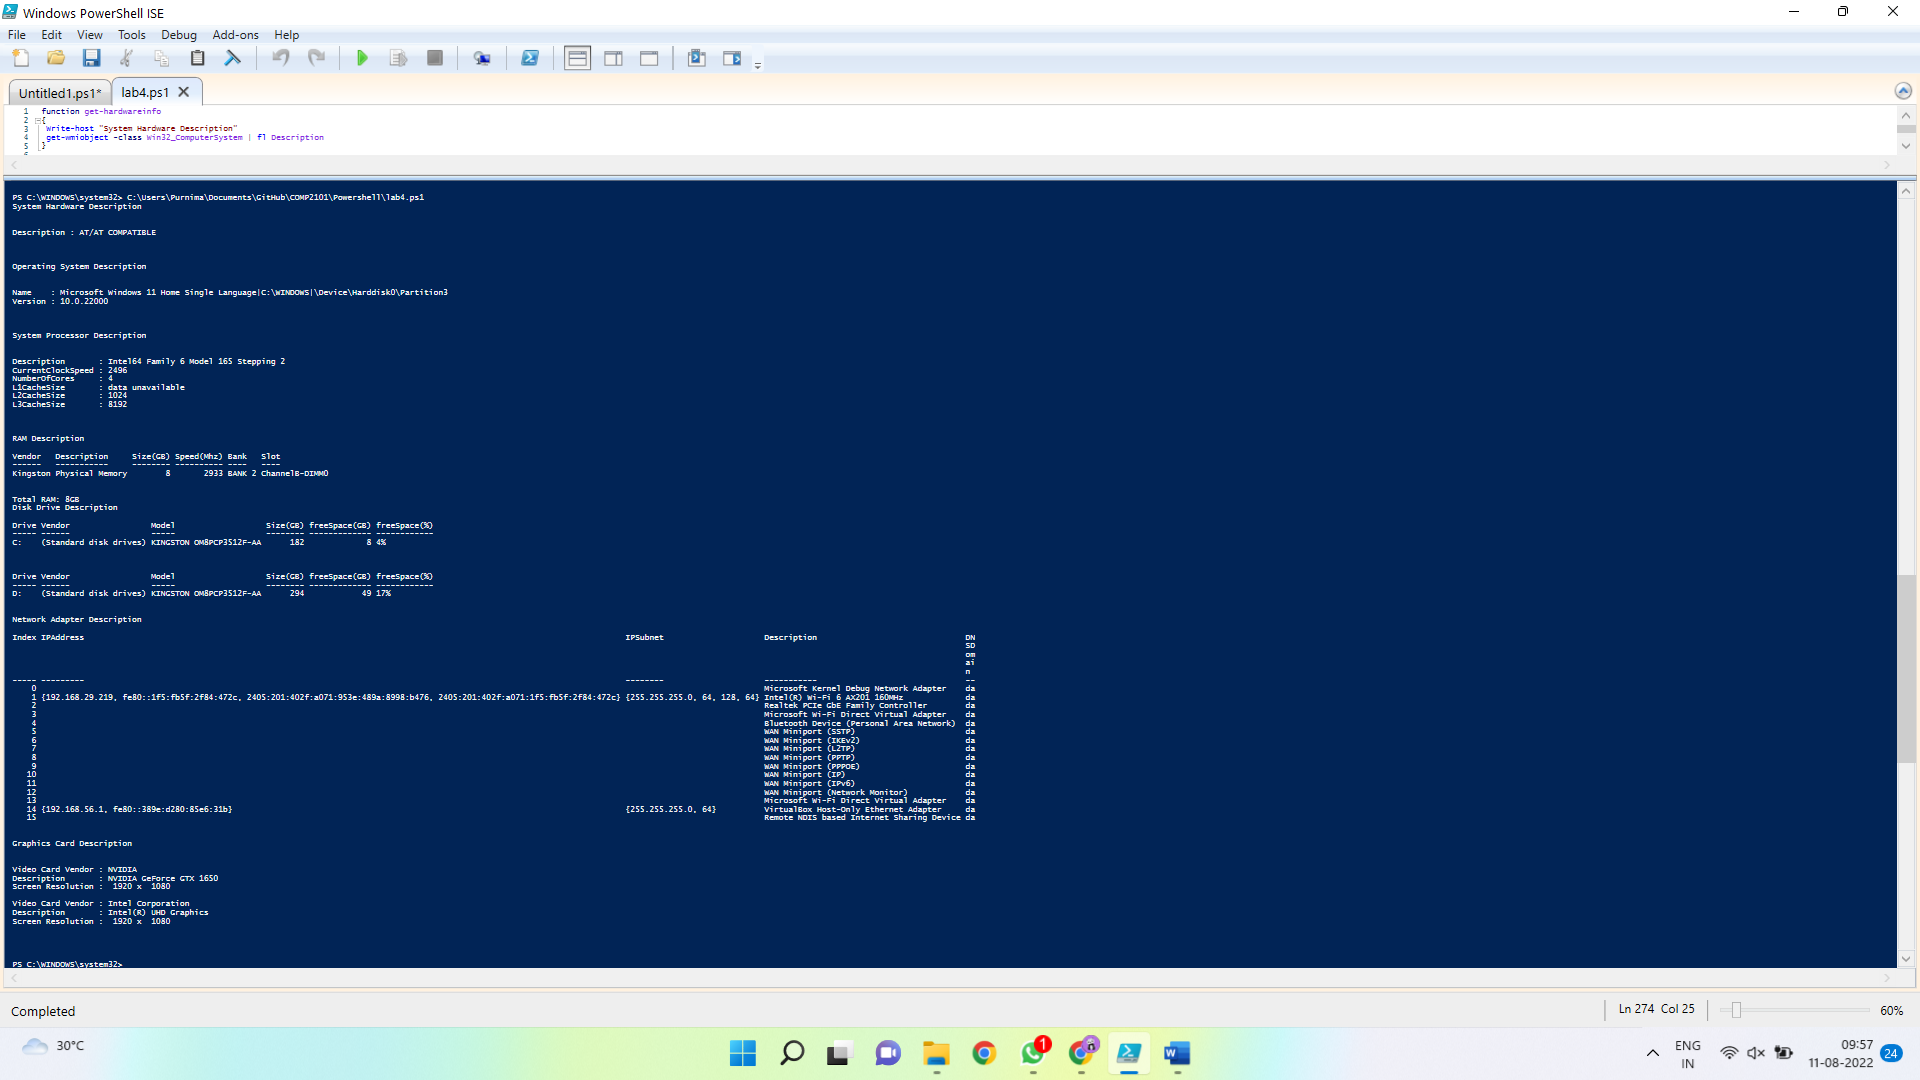 Windows PowerShell ISE
File Edit View Tools Debug Add-ons Help
Untitled1.ps1* lab4.ps1
1 function get-hardwareinfo
2 {
3 Write-host "System Hardware Description"
4 get-wmiobject -class Win32_ComputerSystem | fl Description
5 }
PS C:\WINDOWS\system32> C:\Users\Purnima\Documents\GitHub\COMP2101\Powershell\lab4.ps1
System Hardware Description
Description : AT/AT COMPATIBLE
Operating System Description
Name : Microsoft Windows 11 Home Single Language|C:\WINDOWS|\Device\Harddisk0\Partition3
Version : 10.0.22000
System Processor Description
Description : Intel64 Family 6 Model 165 Stepping 2
CurrentClockSpeed : 2496
NumberOfCores : 4
L1CacheSize : data unavailable
L2CacheSize : 1024
L3CacheSize : 8192
RAM Description
Vendor Description Size(GB) Speed(Mhz) Bank Slot
------ ----------- -------- ---------- ---- ----
Kingston Physical Memory 8 2933 BANK 2 ChannelB-DIMM0
Total RAM: 8GB
Disk Drive Description
Drive Vendor Model Size(GB) freeSpace(GB) freeSpace(%)
----- ------ ----- -------- ------------- ------------
C: (Standard disk drives) KINGSTON OM8PCP3512F-AA 182 8 4%
Drive Vendor Model Size(GB) freeSpace(GB) freeSpace(%)
----- ------ ----- -------- ------------- ------------
D: (Standard disk drives) KINGSTON OM8PCP3512F-AA 294 49 17%
Network Adapter Description
Index IPAddress IPSubnet Description DN
SD
om
ai
n
----- --------- -------- ----------- --
0 Microsoft Kernel Debug Network Adapter da
1 {192.168.29.219, fe80::1f5:fb5f:2f84:472c, 2405:201:402f:a071:953e:489a:8998:b476, 2405:201:402f:a071:1f5:fb5f:2f84:472c} {255.255.255.0, 64, 128, 64} Intel(R) Wi-Fi 6 AX201 160MHz da
2 Realtek PCIe GbE Family Controller da
3 Microsoft Wi-Fi Direct Virtual Adapter da
4 Bluetooth Device (Personal Area Network) da
5 WAN Miniport (SSTP) da
6 WAN Miniport (IKEv2) da
7 WAN Miniport (L2TP) da
8 WAN Miniport (PPTP) da
9 WAN Miniport (PPPOE) da
10 WAN Miniport (IP) da
11 WAN Miniport (IPv6) da
12 WAN Miniport (Network Monitor) da
13 Microsoft Wi-Fi Direct Virtual Adapter da
14 {192.168.56.1, fe80::389e:d280:85e6:31b} {255.255.255.0, 64} VirtualBox Host-Only Ethernet Adapter da
15 Remote NDIS based Internet Sharing Device da
Graphics Card Description
Video Card Vendor : NVIDIA
Description : NVIDIA GeForce GTX 1650
Screen Resolution : 1920 x 1080
Video Card Vendor : Intel Corporation
Description : Intel(R) UHD Graphics
Screen Resolution : 1920 x 1080
PS C:\WINDOWS\system32>
Completed Ln 274 Col 25 60%
30°C 1 ENG 09:57
IN 11-08-2022 24